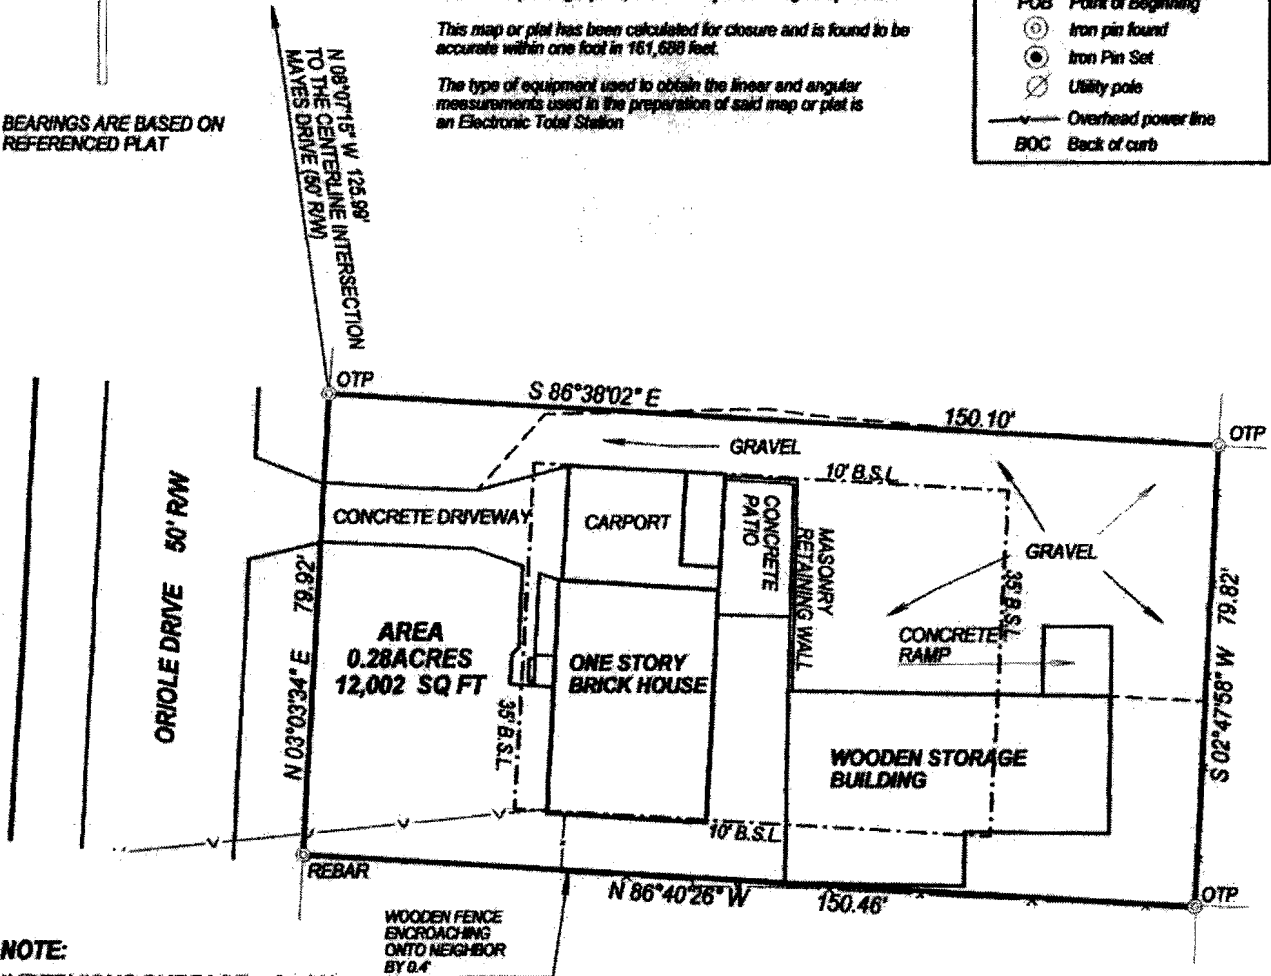 This map or plat has been calculated for closure and is found to be
accurate within one foot in 161,688 feet.
The type of equipment used to obtain the linear and angular
measurements used in the preparation of said map or plat is
an Electronic Total Station
POB Point of Beginning
Iron pin found
Iron Pin Set
Utility pole
Overhead power line
BOC Back of curb
BEARINGS ARE BASED ON
REFERENCED PLAT
N 08°07'15" W 125.99'
TO THE CENTERLINE INTERSECTION
MAYES DRIVE (50' R/W)
OTP
S 86°38'02" E
150.10'
OTP
GRAVEL
10' B.S.L.
CONCRETE DRIVEWAY
CARPORT
CONCRETE
PATIO
MASONRY
RETAINING WALL
GRAVEL
35' B.S.L.
ORIOLE DRIVE 50' R/W
N 03°03'34" E 79.92'
AREA
0.28ACRES
12,002 SQ FT
ONE STORY
BRICK HOUSE
CONCRETE
RAMP
S 02°47'58" W 79.82'
35' B.S.L.
WOODEN STORAGE
BUILDING
10' B.S.L.
REBAR
N 86°40'26" W
150.46'
OTP
WOODEN FENCE
ENCROACHING
ONTO NEIGHBOR
BY 0.4'
NOTE: